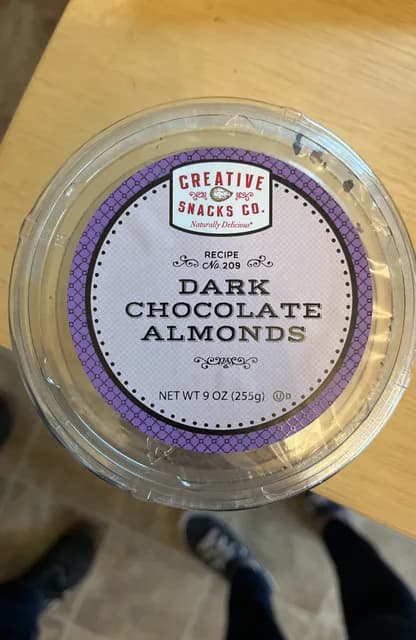 CREATIVE
SNACKS CO.
Naturally Delicious®
RECIPE
No. 209
DARK
CHOCOLATE
ALMONDS
NET WT 9 OZ (255g) Ⓤ D